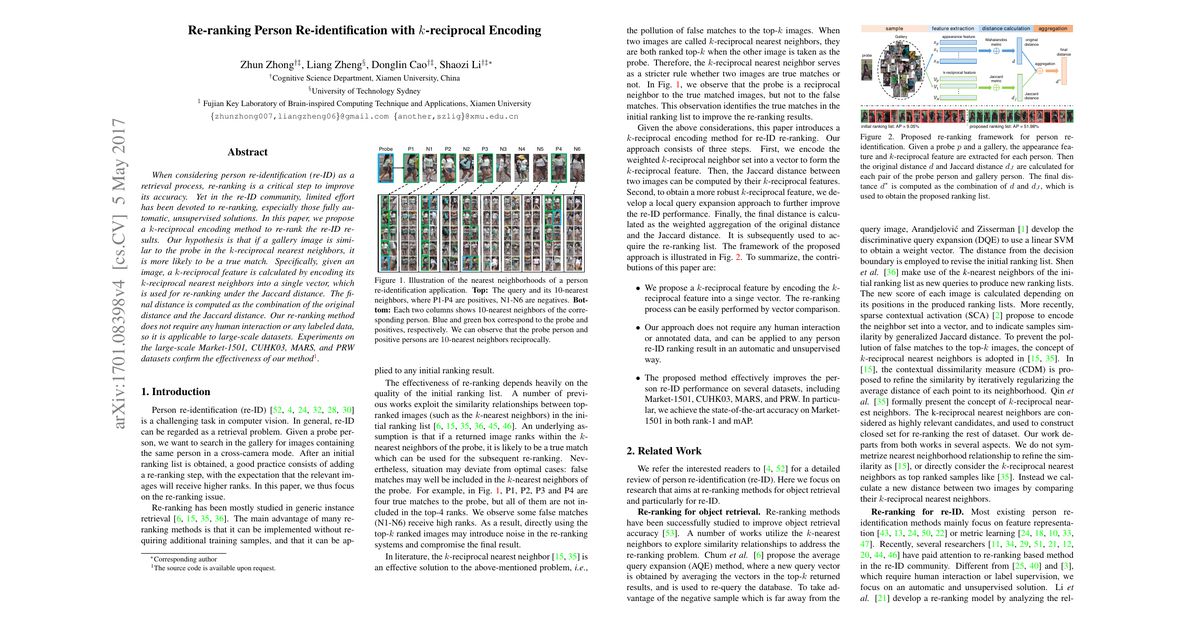 Re-ranking Person Re-identification with k-reciprocal Encoding
Zhun Zhong†‡, Liang Zheng§, Donglin Cao†‡, Shaozi Li†‡*
†Cognitive Science Department, Xiamen University, China
§University of Technology Sydney
‡ Fujian Key Laboratory of Brain-inspired Computing Technique and Applications, Xiamen University
{zhunzhong007,liangzheng06}@gmail.com {another,szlig}@xmu.edu.cn
arXiv:1701.08398v4 [cs.CV] 5 May 2017
Abstract
When considering person re-identification (re-ID) as a
retrieval process, re-ranking is a critical step to improve
its accuracy. Yet in the re-ID community, limited effort
has been devoted to re-ranking, especially those fully au-
tomatic, unsupervised solutions. In this paper, we propose
a k-reciprocal encoding method to re-rank the re-ID re-
sults. Our hypothesis is that if a gallery image is simi-
lar to the probe in the k-reciprocal nearest neighbors, it
is more likely to be a true match. Specifically, given an
image, a k-reciprocal feature is calculated by encoding its
k-reciprocal nearest neighbors into a single vector, which
is used for re-ranking under the Jaccard distance. The fi-
nal distance is computed as the combination of the original
distance and the Jaccard distance. Our re-ranking method
does not require any human interaction or any labeled data,
so it is applicable to large-scale datasets. Experiments on
the large-scale Market-1501, CUHK03, MARS, and PRW
datasets confirm the effectiveness of our method1.
1. Introduction
Person re-identification (re-ID) [52, 4, 24, 32, 28, 30]
is a challenging task in computer vision. In general, re-ID
can be regarded as a retrieval problem. Given a probe per-
son, we want to search in the gallery for images containing
the same person in a cross-camera mode. After an initial
ranking list is obtained, a good practice consists of adding
a re-ranking step, with the expectation that the relevant im-
ages will receive higher ranks. In this paper, we thus focus
on the re-ranking issue.
Re-ranking has been mostly studied in generic instance
retrieval [6, 15, 35, 36]. The main advantage of many re-
ranking methods is that it can be implemented without re-
quiring additional training samples, and that it can be ap-
*Corresponding author
1The source code is available upon request.
Probe P1 N1 N2 P2 N3 N4 N5 P3 P4 N6
Figure 1. Illustration of the nearest neighborhoods of a person
re-identification application. Top: The query and its 10-nearest
neighbors, where P1-P4 are positives, N1-N6 are negatives. Bot-
tom: Each two columns shows 10-nearest neighbors of the corre-
sponding person. Blue and green box correspond to the probe and
positives, respectively. We can observe that the probe person and
positive persons are 10-nearest neighbors reciprocally.
plied to any initial ranking result.
The effectiveness of re-ranking depends heavily on the
quality of the initial ranking list. A number of previ-
ous works exploit the similarity relationships between top-
ranked images (such as the k-nearest neighbors) in the ini-
tial ranking list [6, 15, 35, 36, 45, 46]. An underlying as-
sumption is that if a returned image ranks within the k-
nearest neighbors of the probe, it is likely to be a true match
which can be used for the subsequent re-ranking. Nev-
ertheless, situation may deviate from optimal cases: false
matches may well be included in the k-nearest neighbors of
the probe. For example, in Fig. 1, P1, P2, P3 and P4 are
four true matches to the probe, but all of them are not in-
cluded in the top-4 ranks. We observe some false matches
(N1-N6) receive high ranks. As a result, directly using the
top-k ranked images may introduce noise in the re-ranking
systems and compromise the final result.
In literature, the k-reciprocal nearest neighbor [15, 35] is
an effective solution to the above-mentioned problem, i.e.,
the pollution of false matches to the top-k images. When
two images are called k-reciprocal nearest neighbors, they
are both ranked top-k when the other image is taken as the
probe. Therefore, the k-reciprocal nearest neighbor serves
as a stricter rule whether two images are true matches or
not. In Fig. 1, we observe that the probe is a reciprocal
neighbor to the true matched images, but not to the false
matches. This observation identifies the true matches in the
initial ranking list to improve the re-ranking results.
Given the above considerations, this paper introduces a
k-reciprocal encoding method for re-ID re-ranking. Our
approach consists of three steps. First, we encode the
weighted k-reciprocal neighbor set into a vector to form the
k-reciprocal feature. Then, the Jaccard distance between
two images can be computed by their k-reciprocal features.
Second, to obtain a more robust k-reciprocal feature, we de-
velop a local query expansion approach to further improve
the re-ID performance. Finally, the final distance is calcu-
lated as the weighted aggregation of the original distance
and the Jaccard distance. It is subsequently used to ac-
quire the re-ranking list. The framework of the proposed
approach is illustrated in Fig. 2. To summarize, the contri-
butions of this paper are:
• We propose a k-reciprocal feature by encoding the k-
reciprocal feature into a singe vector. The re-ranking
process can be easily performed by vector comparison.
• Our approach does not require any human interaction
or annotated data, and can be applied to any person
re-ID ranking result in an automatic and unsupervised
way.
• The proposed method effectively improves the per-
son re-ID performance on several datasets, including
Market-1501, CUHK03, MARS, and PRW. In particu-
lar, we achieve the state-of-the-art accuracy on Market-
1501 in both rank-1 and mAP.
2. Related Work
We refer the interested readers to [4, 52] for a detailed
review of person re-identification (re-ID). Here we focus on
research that aims at re-ranking methods for object retrieval
and particularly for re-ID.
Re-ranking for object retrieval. Re-ranking methods
have been successfully studied to improve object retrieval
accuracy [53]. A number of works utilize the k-nearest
neighbors to explore similarity relationships to address the
re-ranking problem. Chum et al. [6] propose the average
query expansion (AQE) method, where a new query vector
is obtained by averaging the vectors in the top-k returned
results, and is used to re-query the database. To take ad-
vantage of the negative sample which is far away from the
sample feature extraction distance calculation aggregation
probe
Gallery
appearance feature
Mahalanobis metric
original distance
d
k-reciprocal feature
Jaccard metric
Jaccard distance
aggregation
final distance
initial ranking list: AP = 9.05% proposed ranking list: AP = 51.98%
Figure 2. Proposed re-ranking framework for person re-
identification. Given a probe p and a gallery, the appearance fea-
ture and k-reciprocal feature are extracted for each person. Then
the original distance d and Jaccard distance dJ are calculated for
each pair of the probe person and gallery person. The final dis-
tance d* is computed as the combination of d and dJ, which is
used to obtain the proposed ranking list.
query image, Arandjelović and Zisserman [1] develop the
discriminative query expansion (DQE) to use a linear SVM
to obtain a weight vector. The distance from the decision
boundary is employed to revise the initial ranking list. Shen
et al. [36] make use of the k-nearest neighbors of the ini-
tial ranking list as new queries to produce new ranking lists.
The new score of each image is calculated depending on
its positions in the produced ranking lists. More recently,
sparse contextual activation (SCA) [2] propose to encode
the neighbor set into a vector, and to indicate samples sim-
ilarity by generalized Jaccard distance. To prevent the pol-
lution of false matches to the top-k images, the concept of
k-reciprocal nearest neighbors is adopted in [15, 35]. In
[15], the contextual dissimilarity measure (CDM) is pro-
posed to refine the similarity by iteratively regularizing the
average distance of each point to its neighborhood. Qin et
al. [35] formally present the concept of k-reciprocal near-
est neighbors. The k-reciprocal nearest neighbors are con-
sidered as highly relevant candidates, and used to construct
closed set for re-ranking the rest of dataset. Our work de-
parts from both works in several aspects. We do not sym-
metrize nearest neighborhood relationship to refine the sim-
ilarity as [15], or directly consider the k-reciprocal nearest
neighbors as top ranked samples like [35]. Instead we cal-
culate a new distance between two images by comparing
their k-reciprocal nearest neighbors.
Re-ranking for re-ID. Most existing person re-
identification methods mainly focus on feature representa-
tion [43, 13, 24, 50, 22] or metric learning [24, 18, 10, 33,
47]. Recently, several researchers [11, 34, 29, 51, 21, 12,
20, 44, 46] have paid attention to re-ranking based method
in the re-ID community. Different from [25, 40] and [3],
which require human interaction or label supervision, we
focus on an automatic and unsupervised solution. Li et
al. [21] develop a re-ranking model by analyzing the rel-